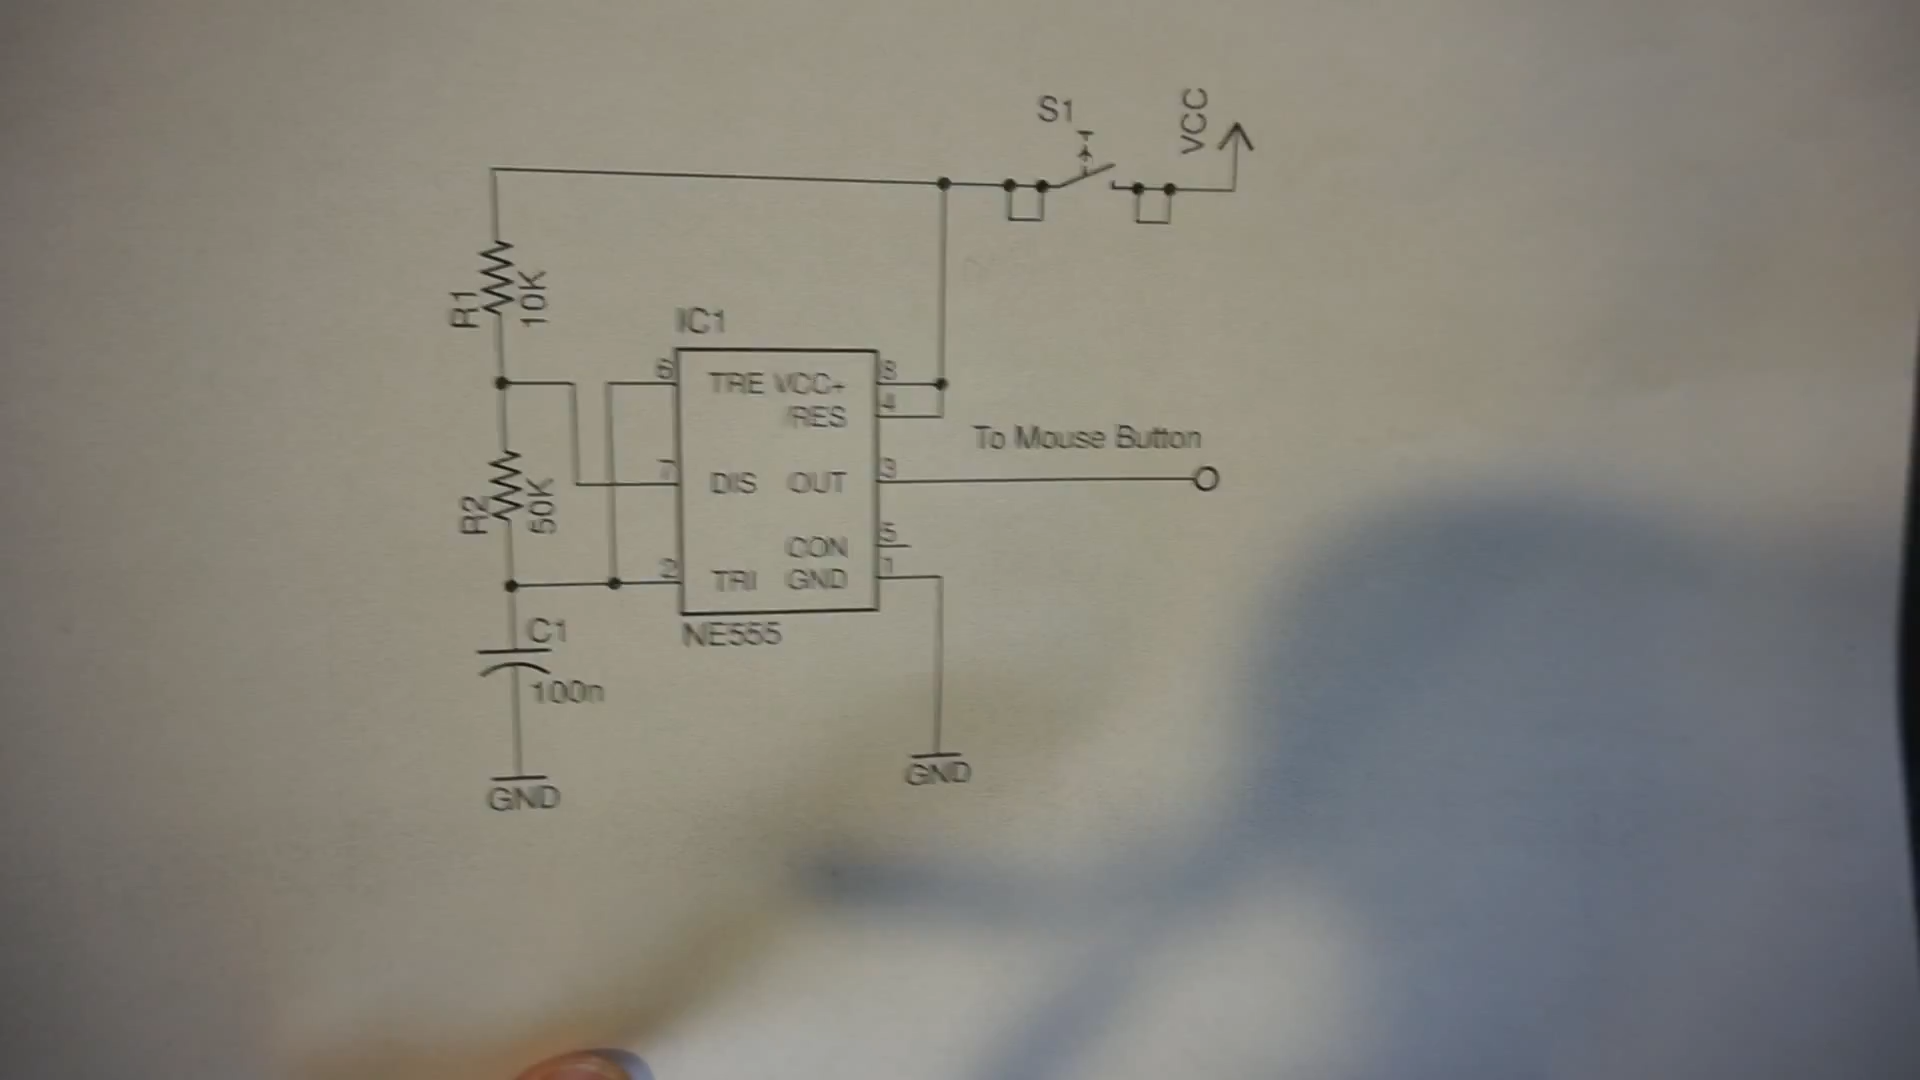 S1
VCC
R1
10K
IC1
6
TRE VCC+
8
/RES
4
To Mouse Button
7
DIS OUT
3
R2
50K
CON
5
2
TRI GND
1
NE555
C1
100n
GND
GND